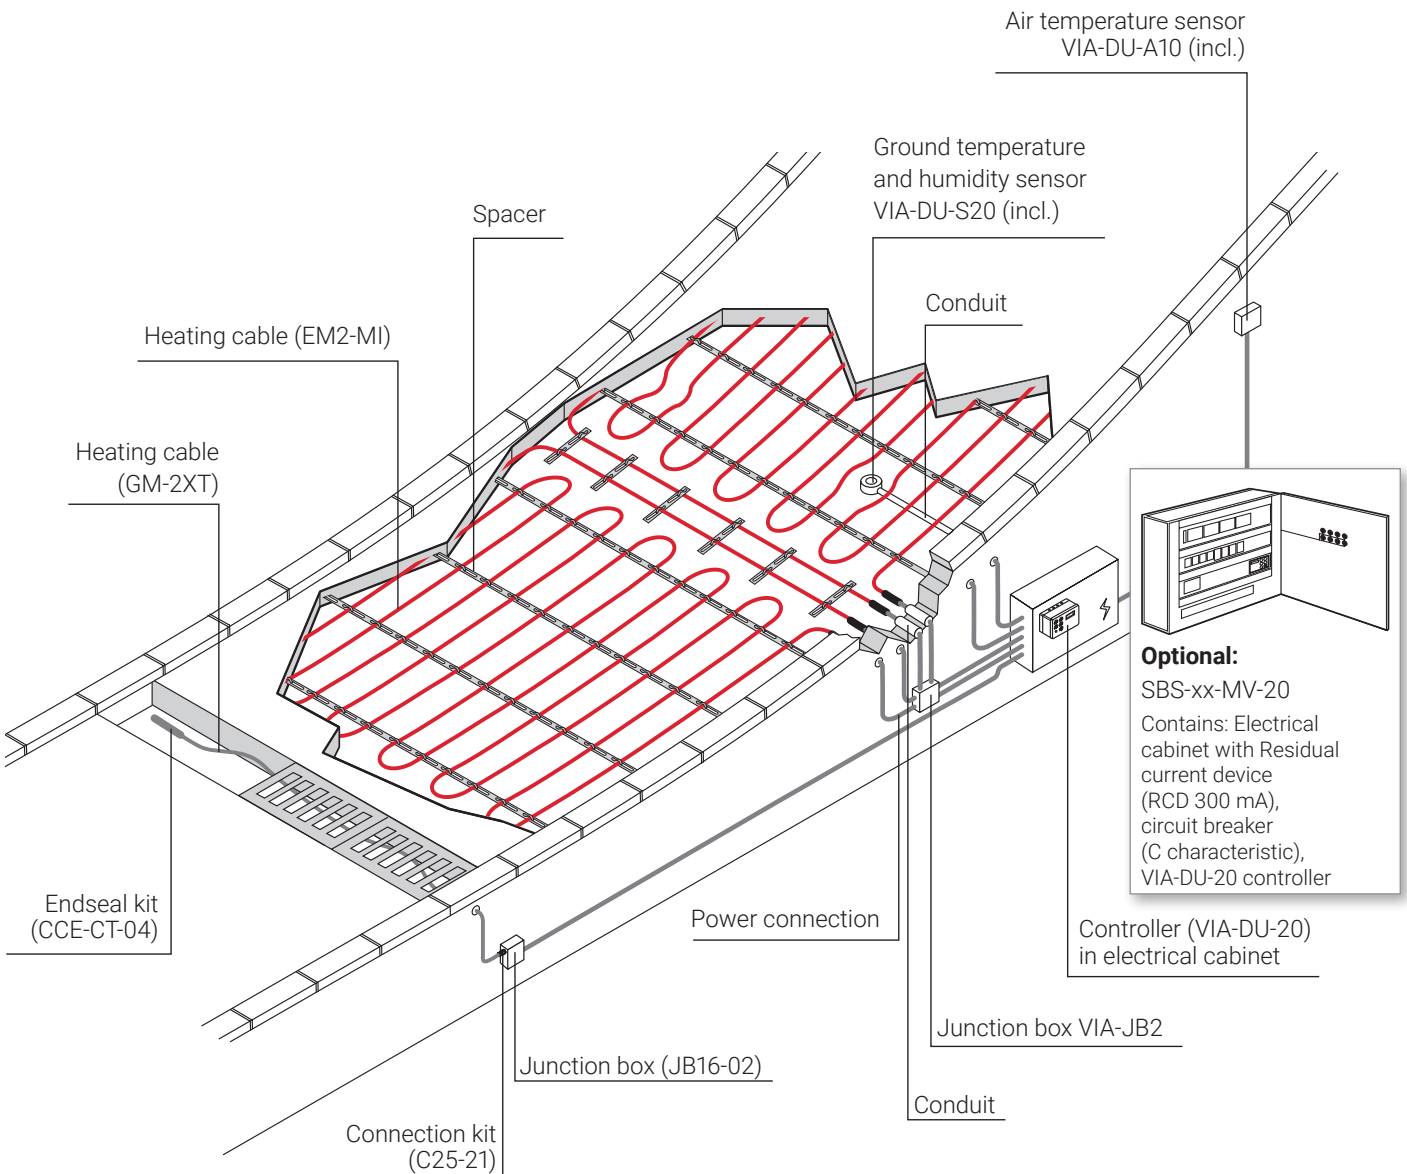 Air temperature sensor
VIA-DU-A10 (incl.)
Ground temperature
and humidity sensor
VIA-DU-S20 (incl.)
Spacer
Conduit
Heating cable (EM2-MI)
Heating cable
(GM-2XT)
Optional:
SBS-xx-MV-20
Contains: Electrical
cabinet with Residual
current device
(RCD 300 mA),
circuit breaker
(C characteristic),
VIA-DU-20 controller
Endseal kit
(CCE-CT-04)
Power connection
Controller (VIA-DU-20)
in electrical cabinet
Junction box VIA-JB2
Junction box (JB16-02)
Conduit
Connection kit
(C25-21)